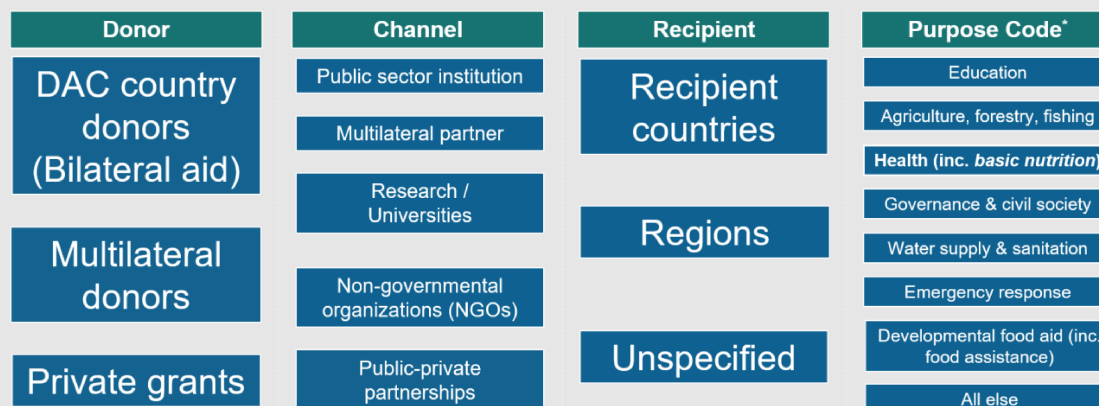 Donor
DAC country
donors
(Bilateral aid)
Multilateral
donors
Private grants
Channel
Public sector institution
Multilateral partner
Research /
Universities
Non-governmental
organizations (NGOs)
Public-private
partnerships
Recipient
Recipient
countries
Regions
Unspecified
Purpose Code*
Education
Agriculture, forestry, fishing
Health (inc. basic nutrition)
Governance & civil society
Water supply & sanitation
Emergency response
Developmental food aid (inc.
food assistance)
All else